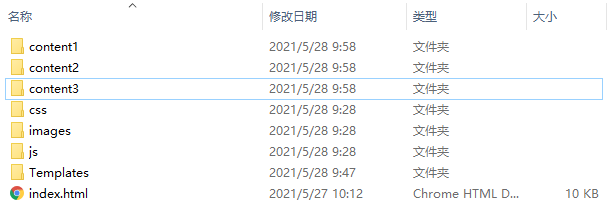 名称 修改日期 类型 大小
content1 2021/5/28 9:58 文件夹
content2 2021/5/28 9:58 文件夹
content3 2021/5/28 9:58 文件夹
css 2021/5/28 9:28 文件夹
images 2021/5/28 9:28 文件夹
js 2021/5/28 9:28 文件夹
Templates 2021/5/28 9:47 文件夹
index.html 2021/5/27 10:12 Chrome HTML D... 10 KB